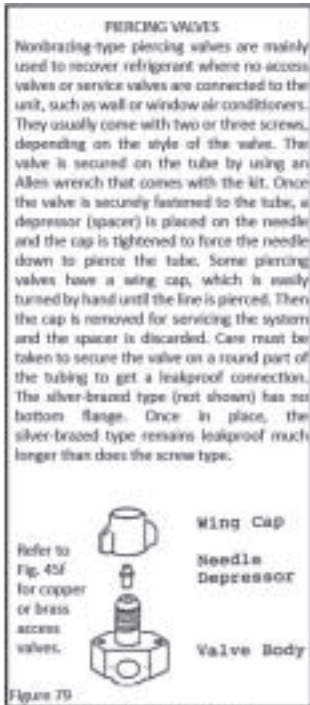 PIERCING VALVES
Nonbrazing-type piercing valves are mainly
used to recover refrigerant where no access
valves or service valves are connected to the
unit, such as wall or window air conditioners.
They usually come with two or three screws,
depending on the style of the valve. The
valve is secured on the tube by using an
Allen wrench that comes with the kit. Once
the valve is securely fastened to the tube, a
depressor (spacer) is placed on the needle
and the cap is tightened to force the needle
down to pierce the tube. Some piercing
valves have a wing cap, which is easily
turned by hand until the line is pierced. Then
the cap is removed for servicing the system
and the spacer is discarded. Care must be
taken to secure the valve on a round part of
the tubing to get a leakproof connection.
The silver-brazed type (not shown) has no
bottom flange. Once in place, the
silver-brazed type remains leakproof much
longer than does the screw type.
Wing Cap
Needle
Depressor
Refer to
Fig. 45f
for copper
or brass
access
valves.
Valve Body
Figure 79